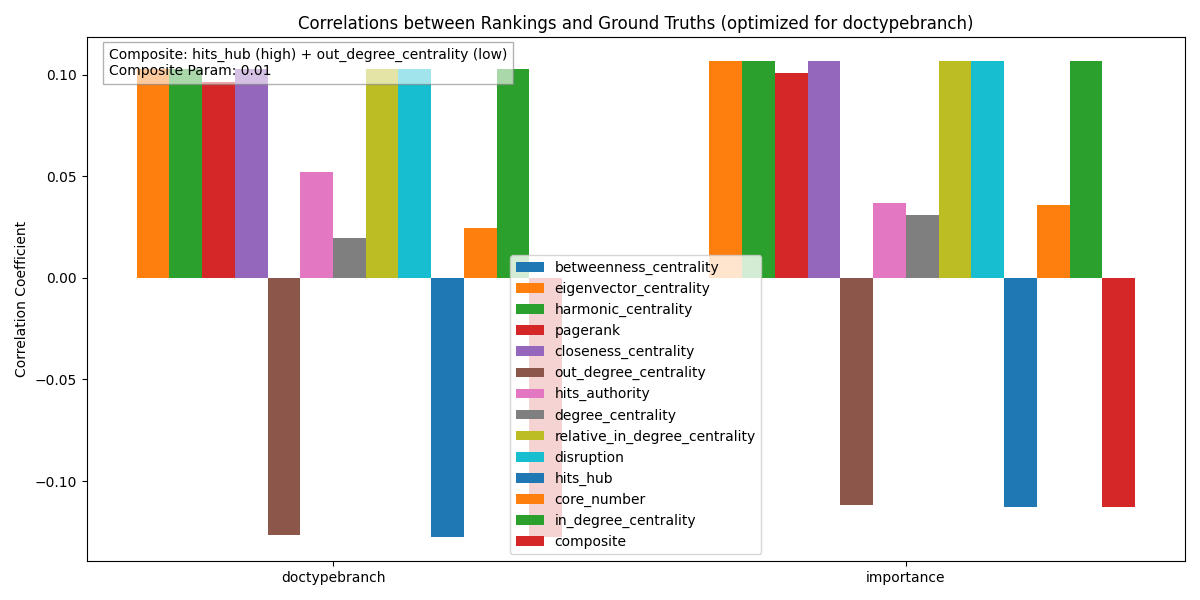 Correlations between Rankings and Ground Truths (optimized for doctypebranch)
Composite: hits_hub (high) + out_degree_centrality (low)
Composite Param: 0.01
0.10
0.05
0.00
−0.05
−0.10
Correlation Coefficient
betweenness_centrality
eigenvector_centrality
harmonic_centrality
pagerank
closeness_centrality
out_degree_centrality
hits_authority
degree_centrality
relative_in_degree_centrality
disruption
hits_hub
core_number
in_degree_centrality
composite
doctypebranch
importance